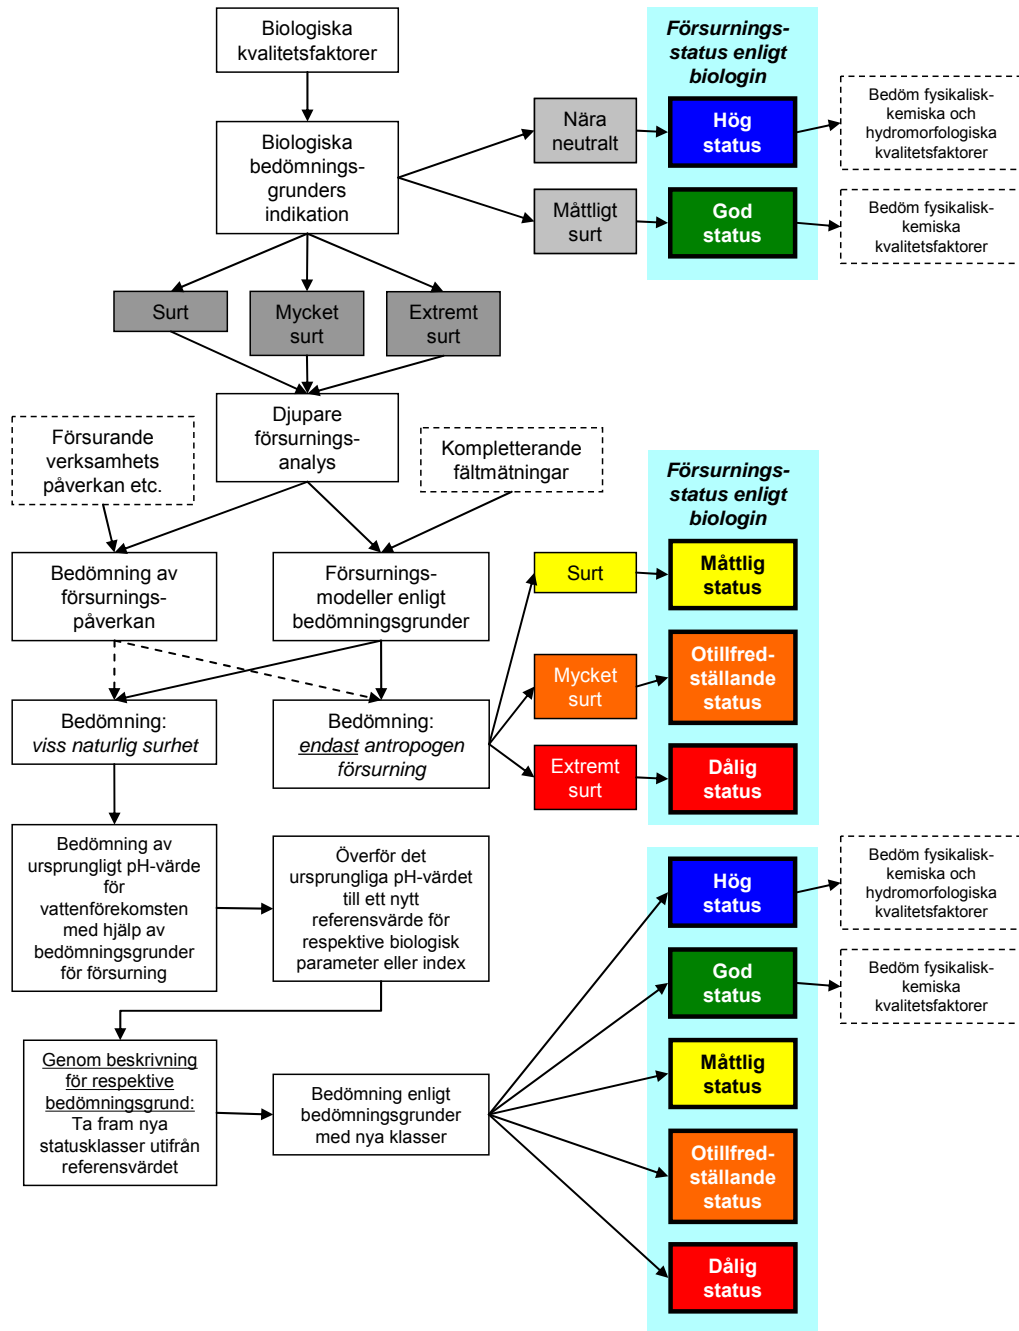 Biologiska
kvalitetsfaktorer
Försurnings-
status enligt
biologin
Biologiska
bedömnings-
grunders
indikation
Nära
neutralt
Hög
status
Bedöm fysikalisk-
kemiska och
hydromorfologiska
kvalitetsfaktorer
Måttligt
surt
God
status
Bedöm fysikalisk-
kemiska
kvalitetsfaktorer
Surt
Mycket
surt
Extremt
surt
Djupare
försurnings-
analys
Försurande
verksamhets
påverkan etc.
Kompletterande
fältmätningar
Försurnings-
status enligt
biologin
Bedömning av
försurnings-
påverkan
Försurnings-
modeller enligt
bedömningsgrunder
Surt
Måttlig
status
Mycket
surt
Otillfred-
ställande
status
Bedömning:
viss naturlig surhet
Bedömning:
endast antropogen
försurning
Extremt
surt
Dålig
status
Bedömning av
ursprungligt pH-värde
för
vattenförekomsten
med hjälp av
bedömningsgrunder
för försurning
Överför det
ursprungliga pH-värdet
till ett nytt
referensvärde för
respektive biologisk
parameter eller index
Hög
status
Bedöm fysikalisk-
kemiska och
hydromorfologiska
kvalitetsfaktorer
God
status
Bedöm fysikalisk-
kemiska
kvalitetsfaktorer
Genom beskrivning
för respektive
bedömningsgrund:
Ta fram nya
statusklasser utifrån
referensvärdet
Bedömning enligt
bedömningsgrunder
med nya klasser
Måttlig
status
Otillfred-
ställande
status
Dålig
status